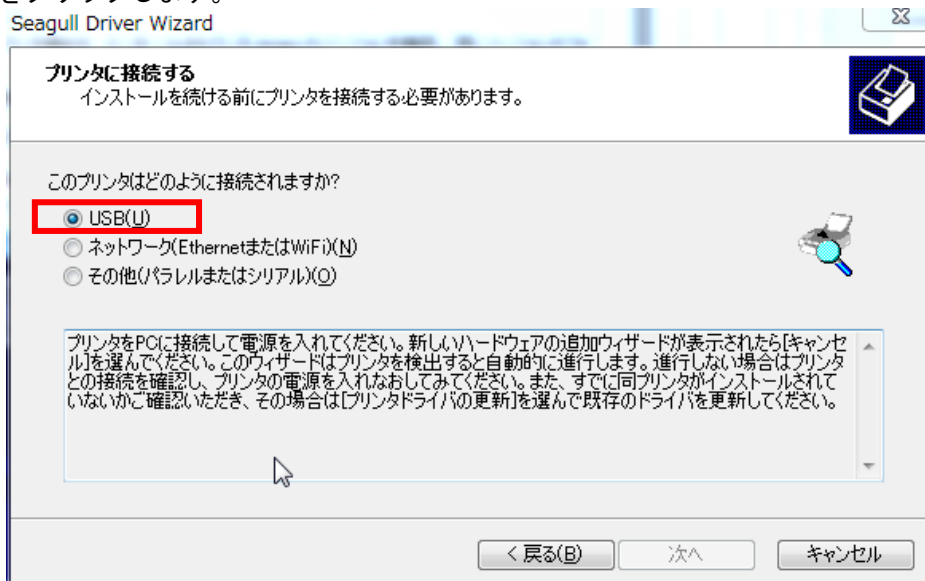 をクリックします。
Seagull Driver Wizard
プリンタに接続する
インストールを続ける前にプリンタを接続する必要があります。
このプリンタはどのように接続されますか?
USB(U)
ネットワーク(EthernetまたはWiFi)(N)
その他(パラレルまたはシリアル)(O)
プリンタをPCに接続して電源を入れてください。新しいハードウェアの追加ウィザードが表示されたら[キャンセ
ル]を選んでください。このウィザードはプリンタを検出すると自動的に進行します。進行しない場合はプリンタ
との接続を確認し、プリンタの電源を入れなおしてみてください。また、すでに同プリンタがインストールされて
いないかご確認いただき、その場合は[プリンタドライバの更新]を選んで既存のドライバを更新してください。
< 戻る(B)
次へ
キャンセル